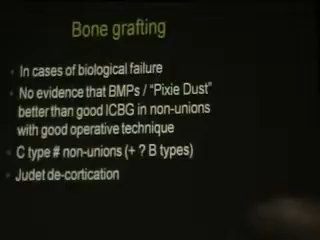 Bone grafting
• In cases of biological failure
• No evidence that BMPs / "Pixie Dust"
better than good ICBG in non-unions
with good operative technique
• C type # non-unions (+ ? B types)
• Judet de-cortication